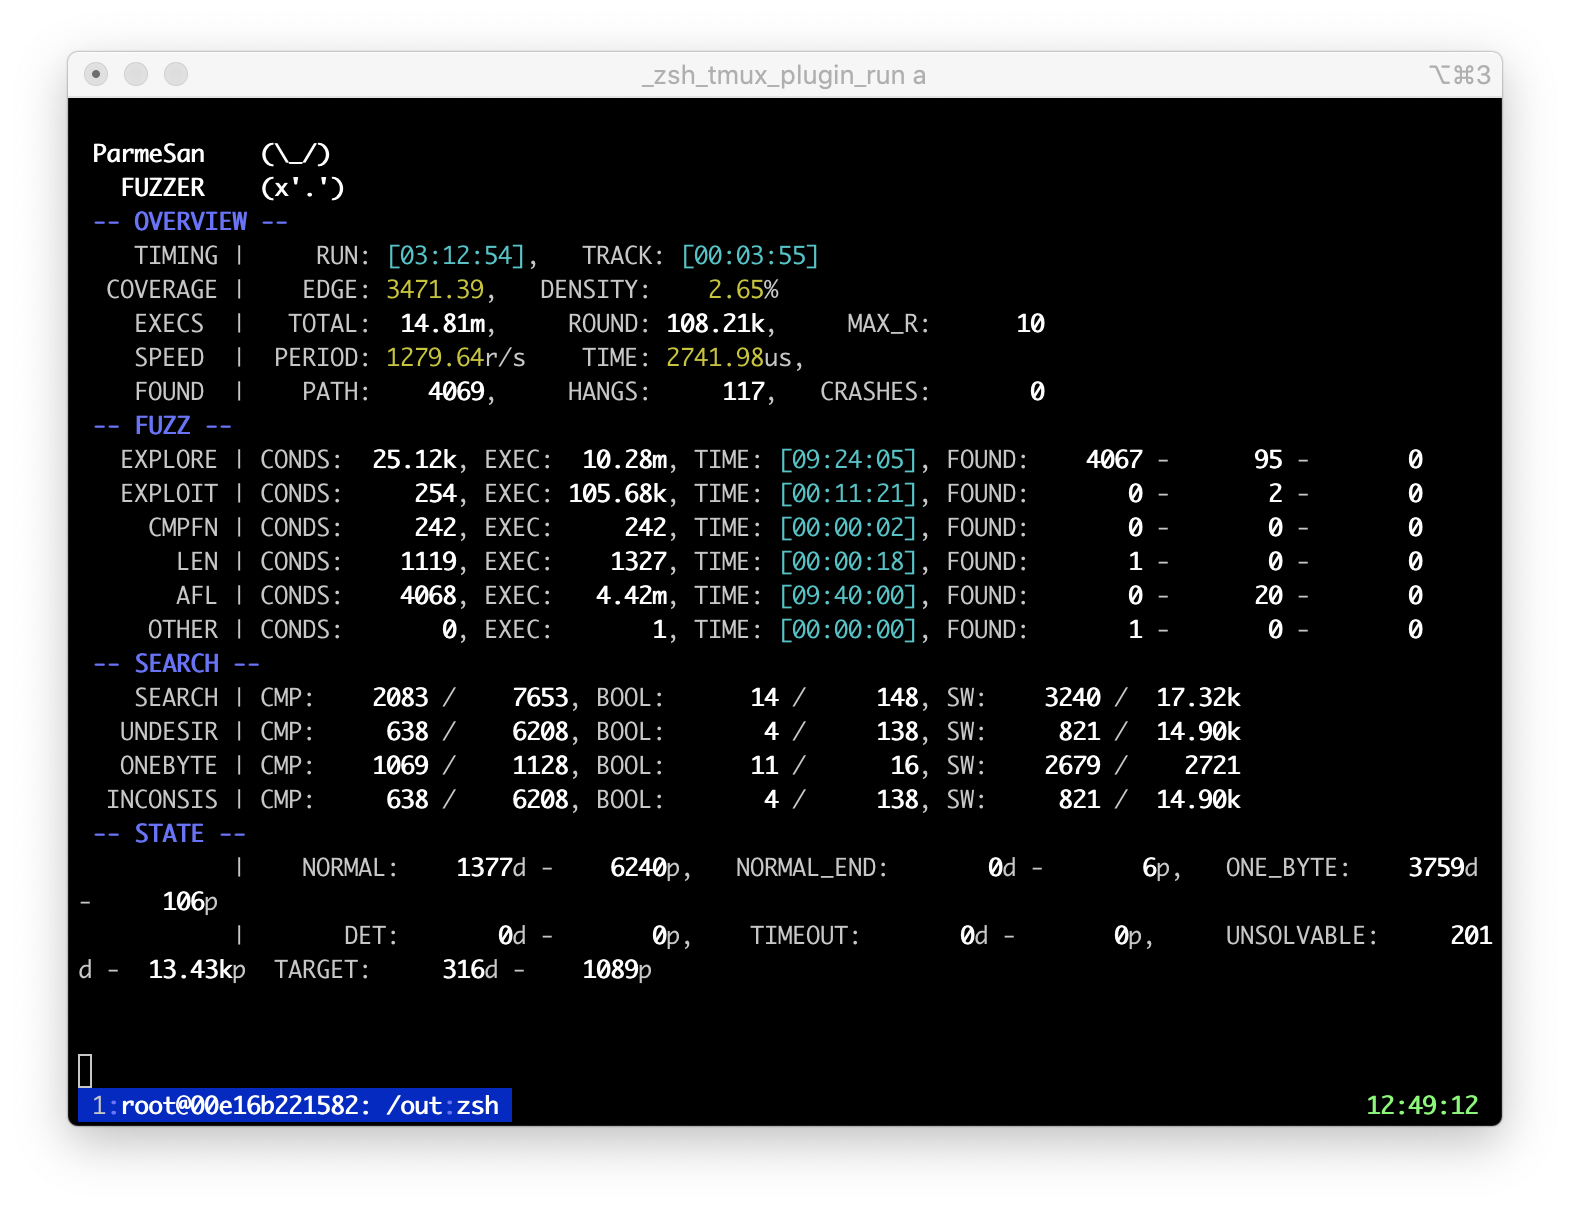 _zsh_tmux_plugin_run a ⌥⌘3
ParmeSan (\_/)
FUZZER (x'.')
-- OVERVIEW --
TIMING | RUN: [03:12:54], TRACK: [00:03:55]
COVERAGE | EDGE: 3471.39, DENSITY: 2.65%
EXECS | TOTAL: 14.81m, ROUND: 108.21k, MAX_R: 10
SPEED | PERIOD: 1279.64r/s TIME: 2741.98us,
FOUND | PATH: 4069, HANGS: 117, CRASHES: 0
-- FUZZ --
EXPLORE | CONDS: 25.12k, EXEC: 10.28m, TIME: [09:24:05], FOUND: 4067 - 95 - 0
EXPLOIT | CONDS: 254, EXEC: 105.68k, TIME: [00:11:21], FOUND: 0 - 2 - 0
CMPFN | CONDS: 242, EXEC: 242, TIME: [00:00:02], FOUND: 0 - 0 - 0
LEN | CONDS: 1119, EXEC: 1327, TIME: [00:00:18], FOUND: 1 - 0 - 0
AFL | CONDS: 4068, EXEC: 4.42m, TIME: [09:40:00], FOUND: 0 - 20 - 0
OTHER | CONDS: 0, EXEC: 1, TIME: [00:00:00], FOUND: 1 - 0 - 0
-- SEARCH --
SEARCH | CMP: 2083 / 7653, BOOL: 14 / 148, SW: 3240 / 17.32k
UNDESIR | CMP: 638 / 6208, BOOL: 4 / 138, SW: 821 / 14.90k
ONEBYTE | CMP: 1069 / 1128, BOOL: 11 / 16, SW: 2679 / 2721
INCONSIS | CMP: 638 / 6208, BOOL: 4 / 138, SW: 821 / 14.90k
-- STATE --
| NORMAL: 1377d - 6240p, NORMAL_END: 0d - 6p, ONE_BYTE: 3759d
- 106p
| DET: 0d - 0p, TIMEOUT: 0d - 0p, UNSOLVABLE: 201
d - 13.43kp TARGET: 316d - 1089p
1:root@00e16b221582: /out:zsh 12:49:12